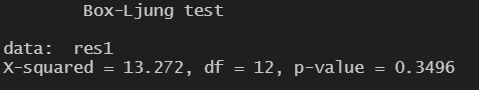 Box-Ljung test
data: res1
X-squared = 13.272, df = 12, p-value = 0.3496